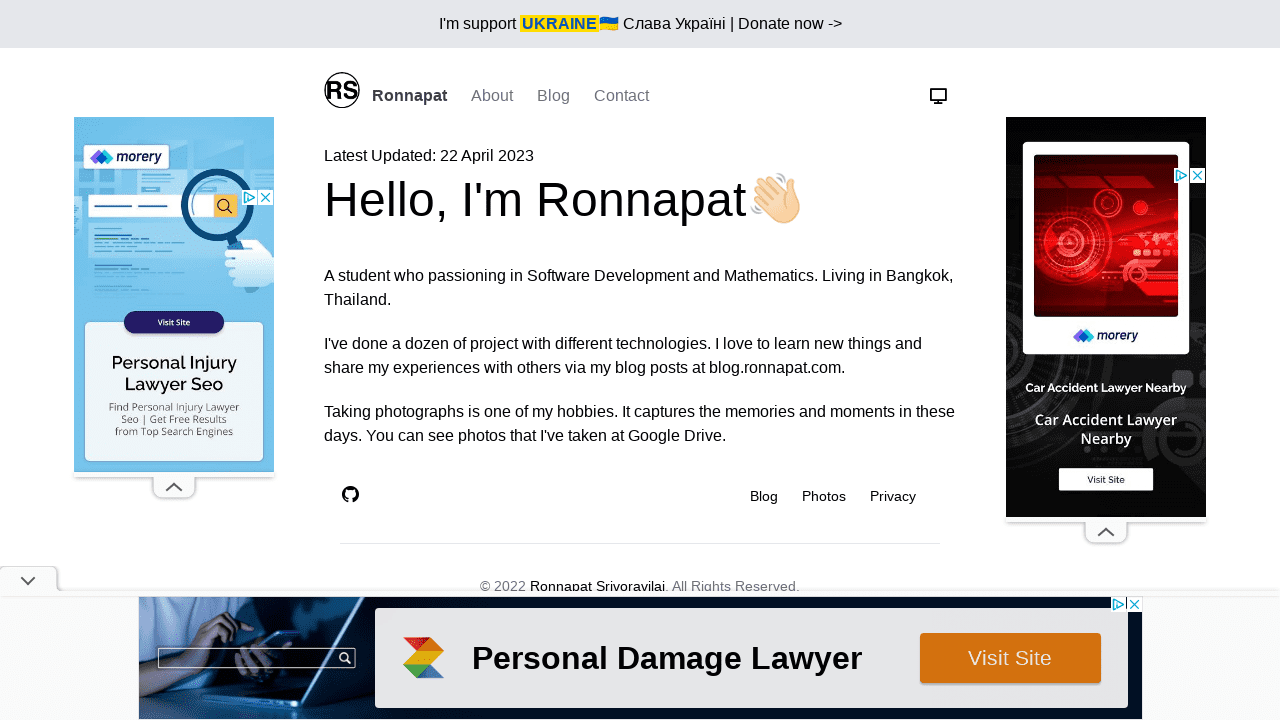 I'm support UKRAINE🇺🇦 Слава Україні | Donate now ->
RS
Ronnapat
About
Blog
Contact
Latest Updated: 22 April 2023
Hello, I'm Ronnapat👋🏻
A student who passioning in Software Development and Mathematics. Living in Bangkok,
Thailand.
I've done a dozen of project with different technologies. I love to learn new things and
share my experiences with others via my blog posts at blog.ronnapat.com.
Taking photographs is one of my hobbies. It captures the memories and moments in these
days. You can see photos that I've taken at Google Drive.
Blog
Photos
Privacy
© 2022 Ronnapat Srivoravilai. All Rights Reserved.
morery
Visit Site
Personal Injury
Lawyer Seo
Find Personal Injury Lawyer
Seo | Get Free Results
from Top Search Engines
morery
Car Accident Lawyer Nearby
Car Accident Lawyer
Nearby
Visit Site
Personal Damage Lawyer
Visit Site